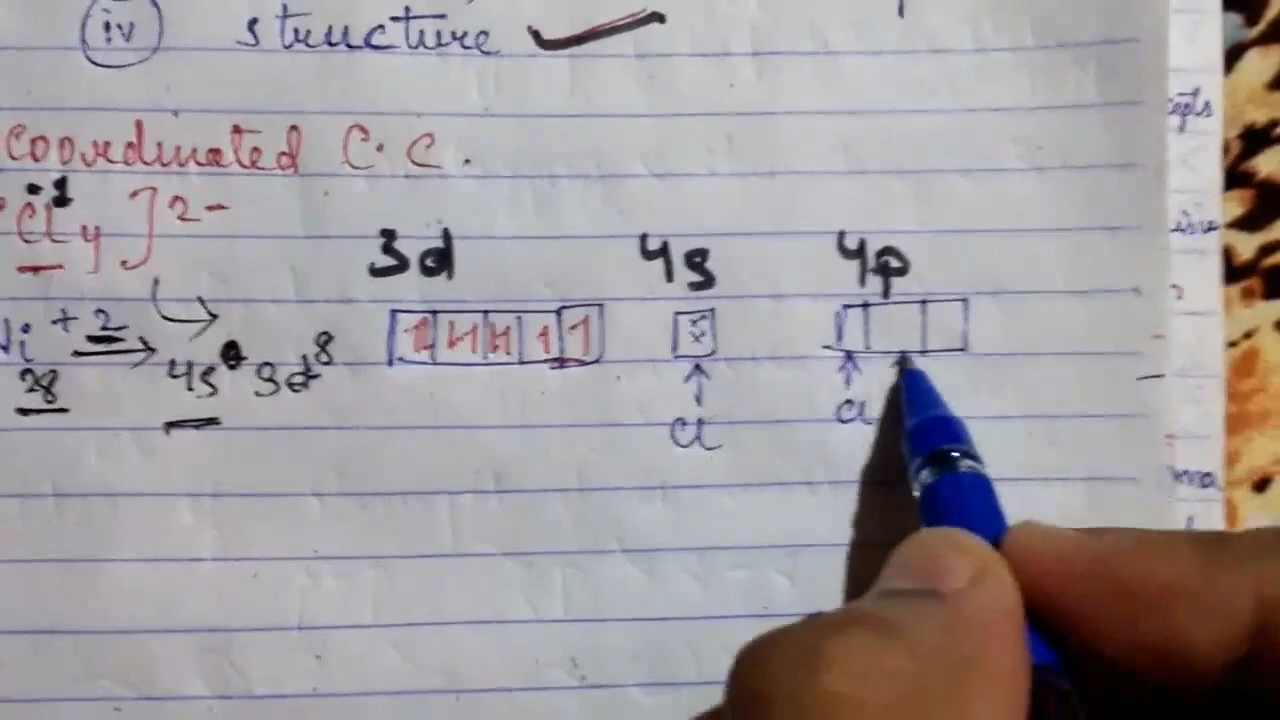 iv structure
coordinated C.C.
Cl4]2-
3d 4s 4p
Ni+2 → 4s0 3d8
28
Cl Cl